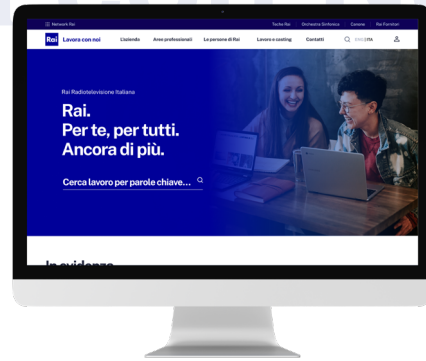 Network Rai
Teche Rai
Orchestra Sinfonica
Canone
Rai Fornitori
Rai
Lavora con noi
L'azienda
Aree professionali
Le persone di Rai
Lavoro e casting
Contatti
ENG | ITA
Rai Radiotelevisione Italiana
Rai.
Per te, per tutti.
Ancora di più.
Cerca lavoro per parole chiave...
In evidenza